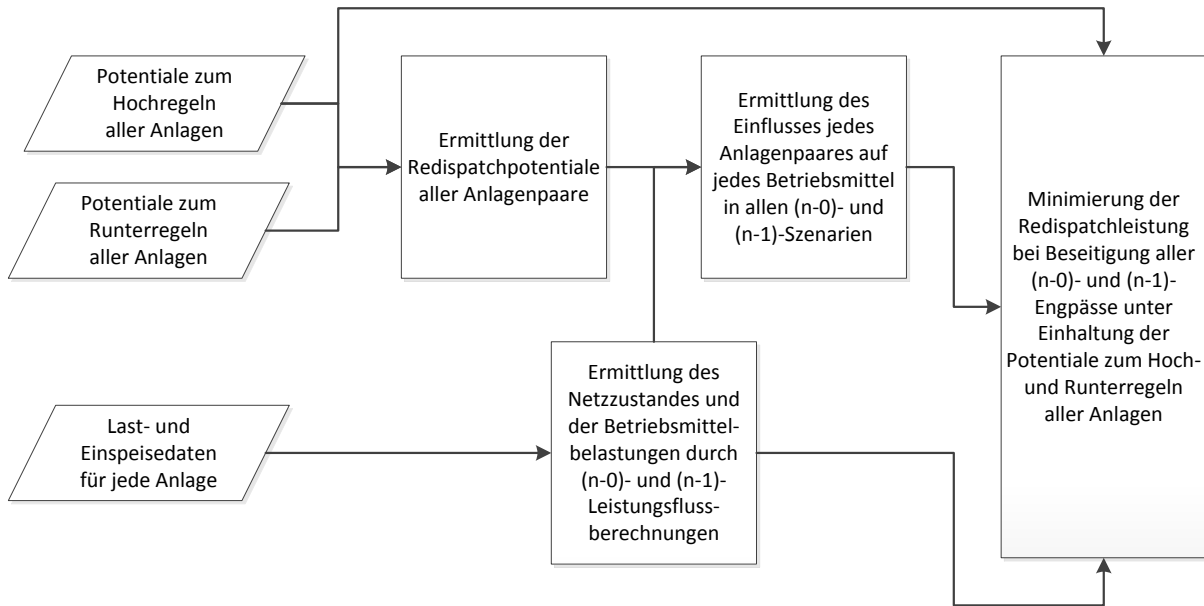 Potentiale zum
Hochregeln
aller Anlagen
Potentiale zum
Runterregeln
aller Anlagen
Last- und
Einspeisedaten
für jede Anlage
Ermittlung der
Redispatchpotentiale
aller Anlagenpaare
Ermittlung des
Einflusses jedes
Anlagenpaares auf
jedes Betriebsmittel
in allen (n-0)- und
(n-1)-Szenarien
Ermittlung des
Netzzustandes und
der Betriebsmittel-
belastungen durch
(n-0)- und (n-1)-
Leistungsfluss-
berechnungen
Minimierung der
Redispatchleistung
bei Beseitigung aller
(n-0)- und (n-1)-
Engpässe unter
Einhaltung der
Potentiale zum Hoch-
und Runterregeln
aller Anlagen